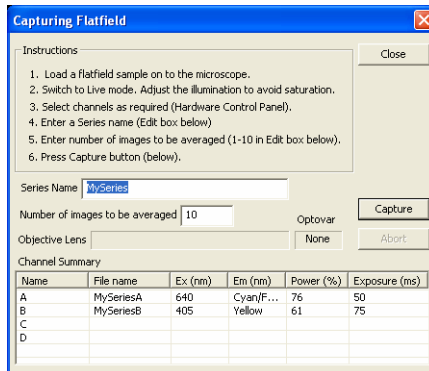 Capturing Flatfield
Instructions
Close
1. Load a flatfield sample on to the microscope.
2. Switch to Live mode. Adjust the illumination to avoid saturation.
3. Select channels as required (Hardware Control Panel).
4. Enter a Series name (Edit box below)
5. Enter number of images to be averaged (1-10 in Edit box below).
6. Press Capture button (below).
Series Name MySeries
Number of images to be averaged 10
Optovar
Capture
Objective Lens
None
Abort
Channel Summary
Name File name Ex (nm) Em (nm) Power (%) Exposure (ms)
A MySeriesA 640 Cyan/F... 76 50
B MySeriesB 405 Yellow 61 75
C
D